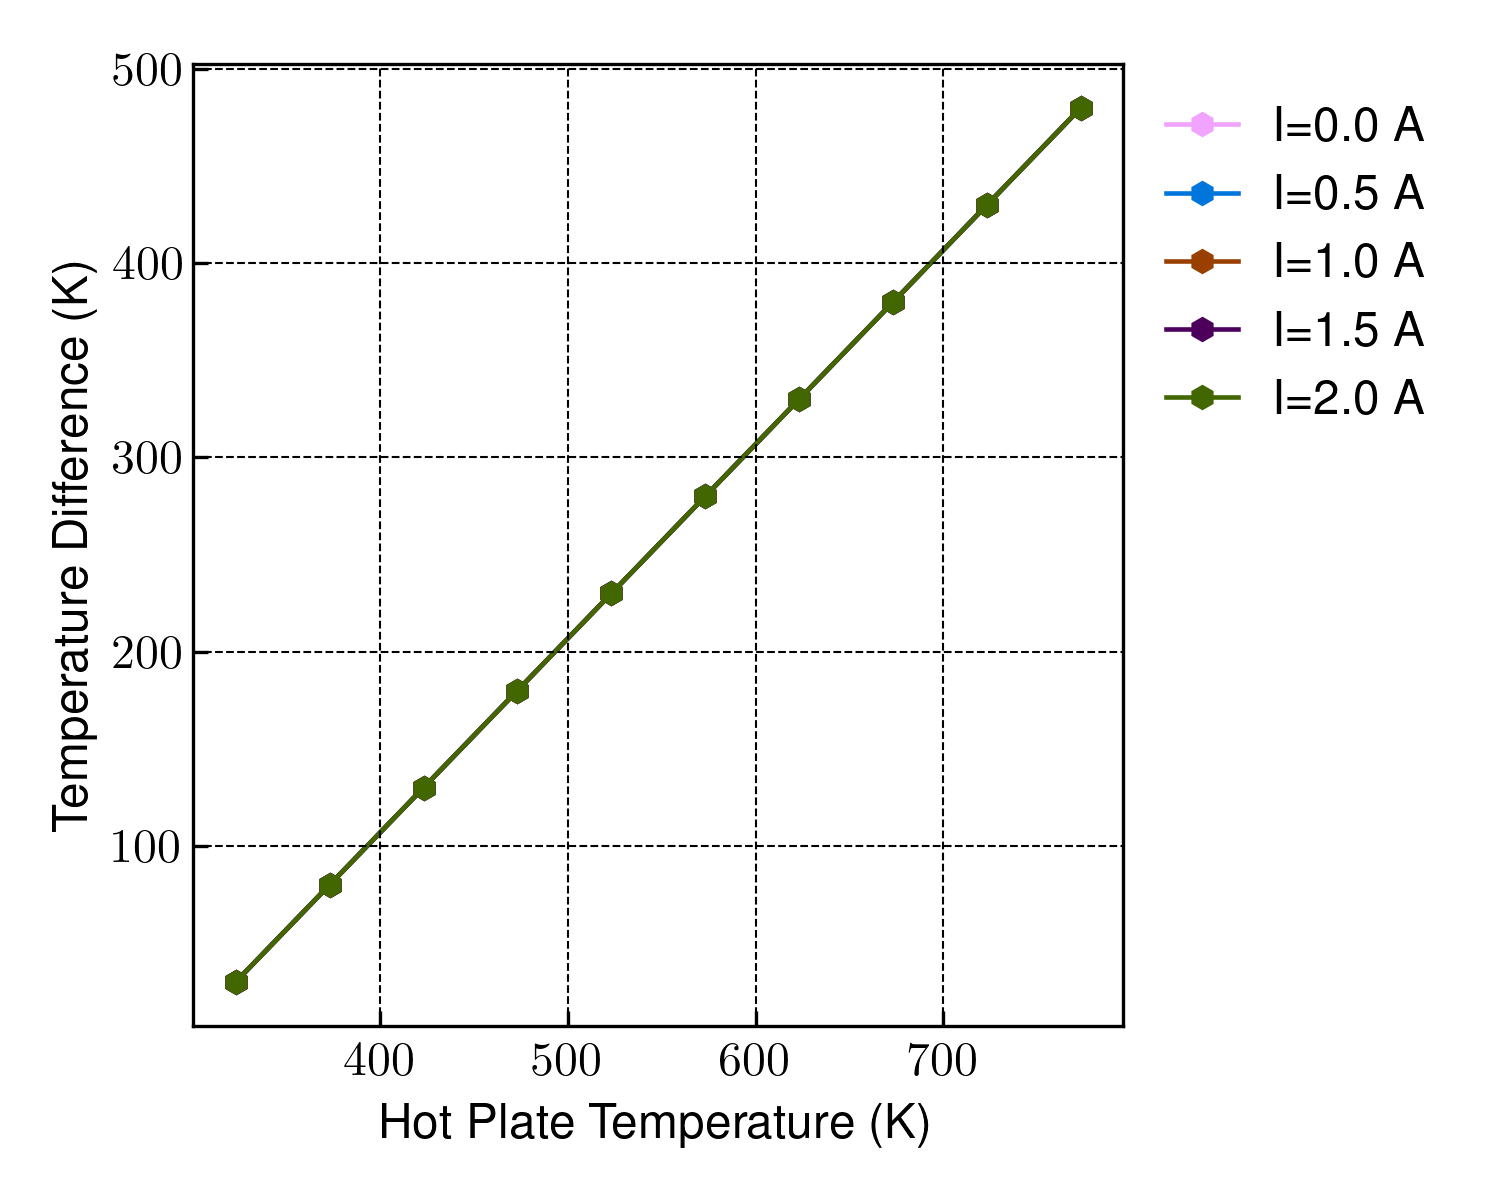 500
400
300
200
100
Temperature Difference (K)
400 500 600 700
Hot Plate Temperature (K)
I=0.0 A
I=0.5 A
I=1.0 A
I=1.5 A
I=2.0 A